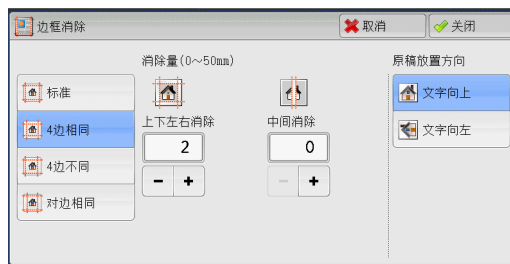 边框消除
取消
关闭
消除量(0～50mm)
原稿放置方向
标准
4边相同
4边不同
对边相同
上下左右消除
2
− +
中间消除
0
− +
文字向上
文字向左